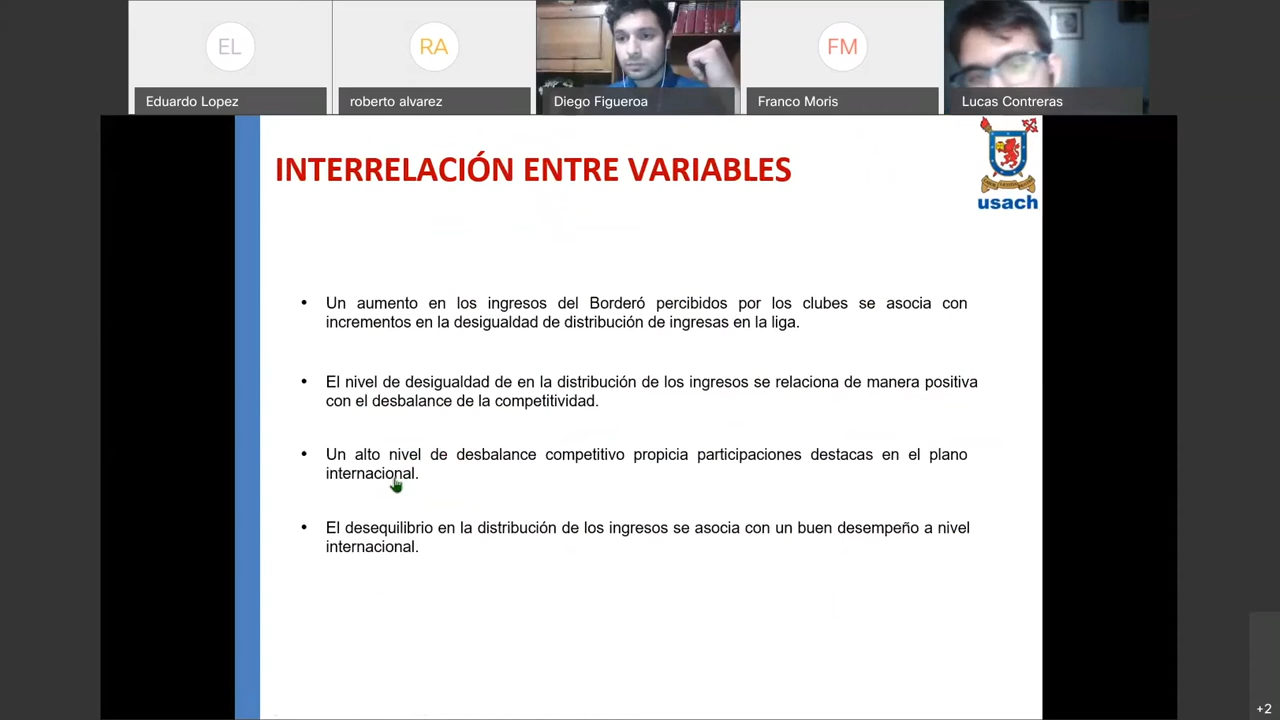 EL
RA
FM
Eduardo Lopez
roberto alvarez
Diego Figueroa
Franco Moris
Lucas Contreras
INTERRELACIÓN ENTRE VARIABLES
usach
• Un aumento en los ingresos del Borderó percibidos por los clubes se asocia con
incrementos en la desigualdad de distribución de ingresas en la liga.
• El nivel de desigualdad de en la distribución de los ingresos se relaciona de manera positiva
con el desbalance de la competitividad.
• Un alto nivel de desbalance competitivo propicia participaciones destacas en el plano
internacional.
• El desequilibrio en la distribución de los ingresos se asocia con un buen desempeño a nivel
internacional.
+2